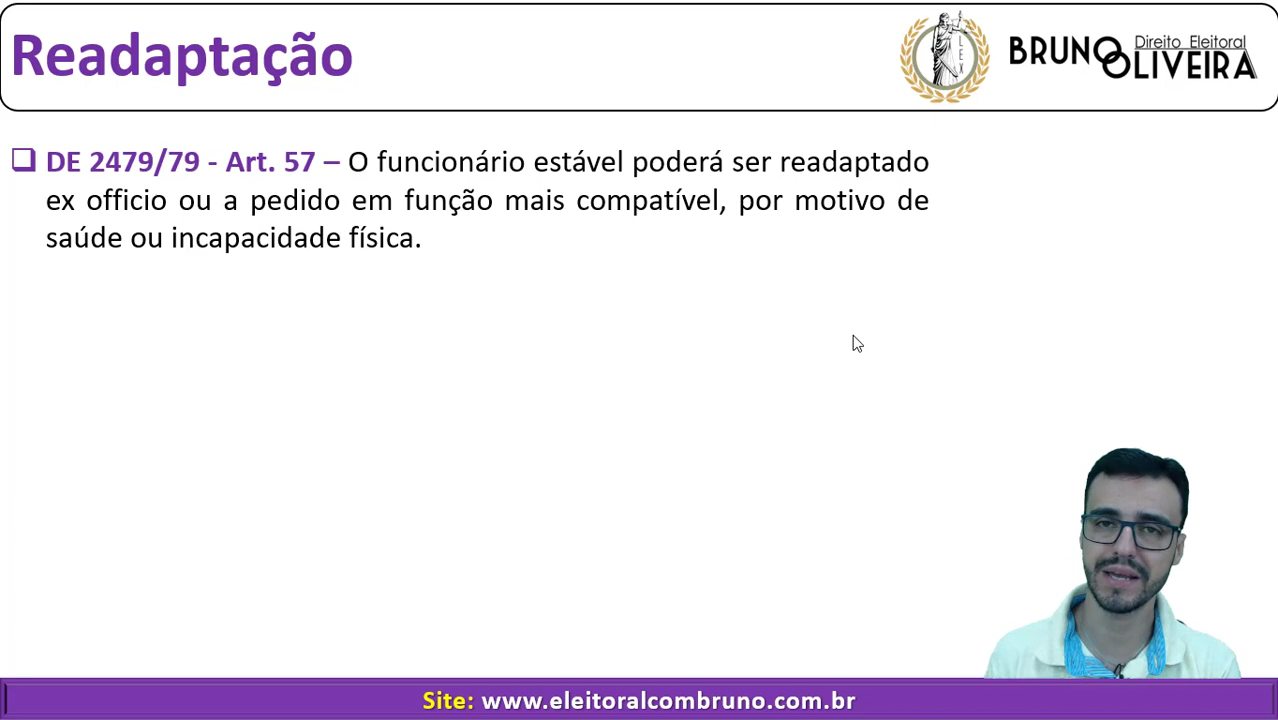 Readaptação
LEX
BRUNO
Direito Eleitoral
OLIVEIRA
DE 2479/79 - Art. 57 – O funcionário estável poderá ser readaptado
ex officio ou a pedido em função mais compatível, por motivo de
saúde ou incapacidade física.
Site: www.eleitoralcombruno.com.br